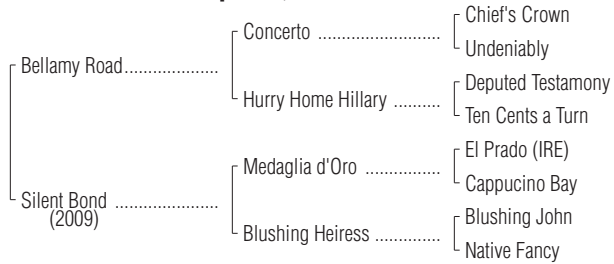 Chief's Crown
Concerto ........................
Undeniably
Bellamy Road...................
Deputed Testamony
Hurry Home Hillary ..........
Ten Cents a Turn
El Prado (IRE)
Medaglia d'Oro ...............
Cappucino Bay
Silent Bond .....................
(2009)
Blushing John
Blushing Heiress .............
Native Fancy